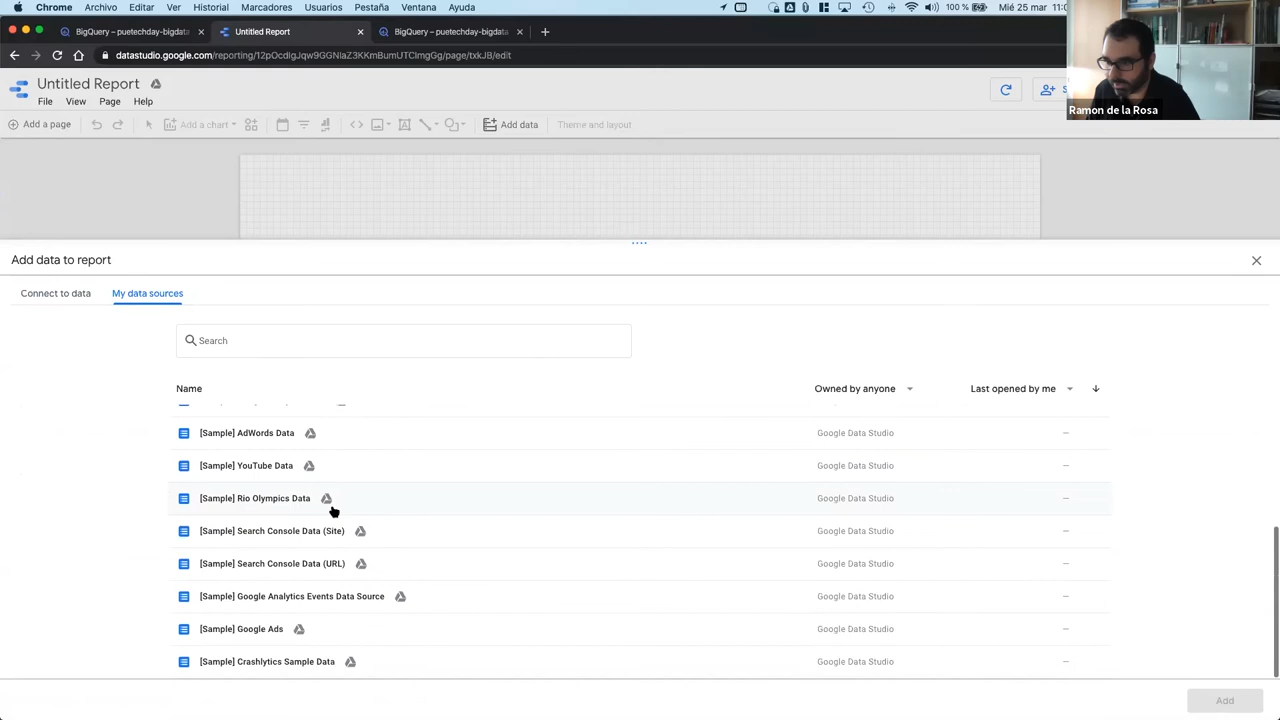 Chrome Archivo Editar Ver Historial Marcadores Usuarios Pestaña Ventana Ayuda 100 % Mié 25 mar
BigQuery – puetechday-bigdata Untitled Report BigQuery – puetechday-bigdata
datastudio.google.com/reporting/12pOcdigJqw9GGNIaZ3KKmBumUTCImgGg/page/txkJB/edit
Untitled Report
File View Page Help
Ramon de la Rosa
Add a page Add a chart Add data Theme and layout
Add data to report
Connect to data My data sources
Search
Name Owned by anyone Last opened by me
[Sample] AdWords Data Google Data Studio –
[Sample] YouTube Data Google Data Studio –
[Sample] Rio Olympics Data Google Data Studio –
[Sample] Search Console Data (Site) Google Data Studio –
[Sample] Search Console Data (URL) Google Data Studio –
[Sample] Google Analytics Events Data Source Google Data Studio –
[Sample] Google Ads Google Data Studio –
[Sample] Crashlytics Sample Data Google Data Studio –
Add